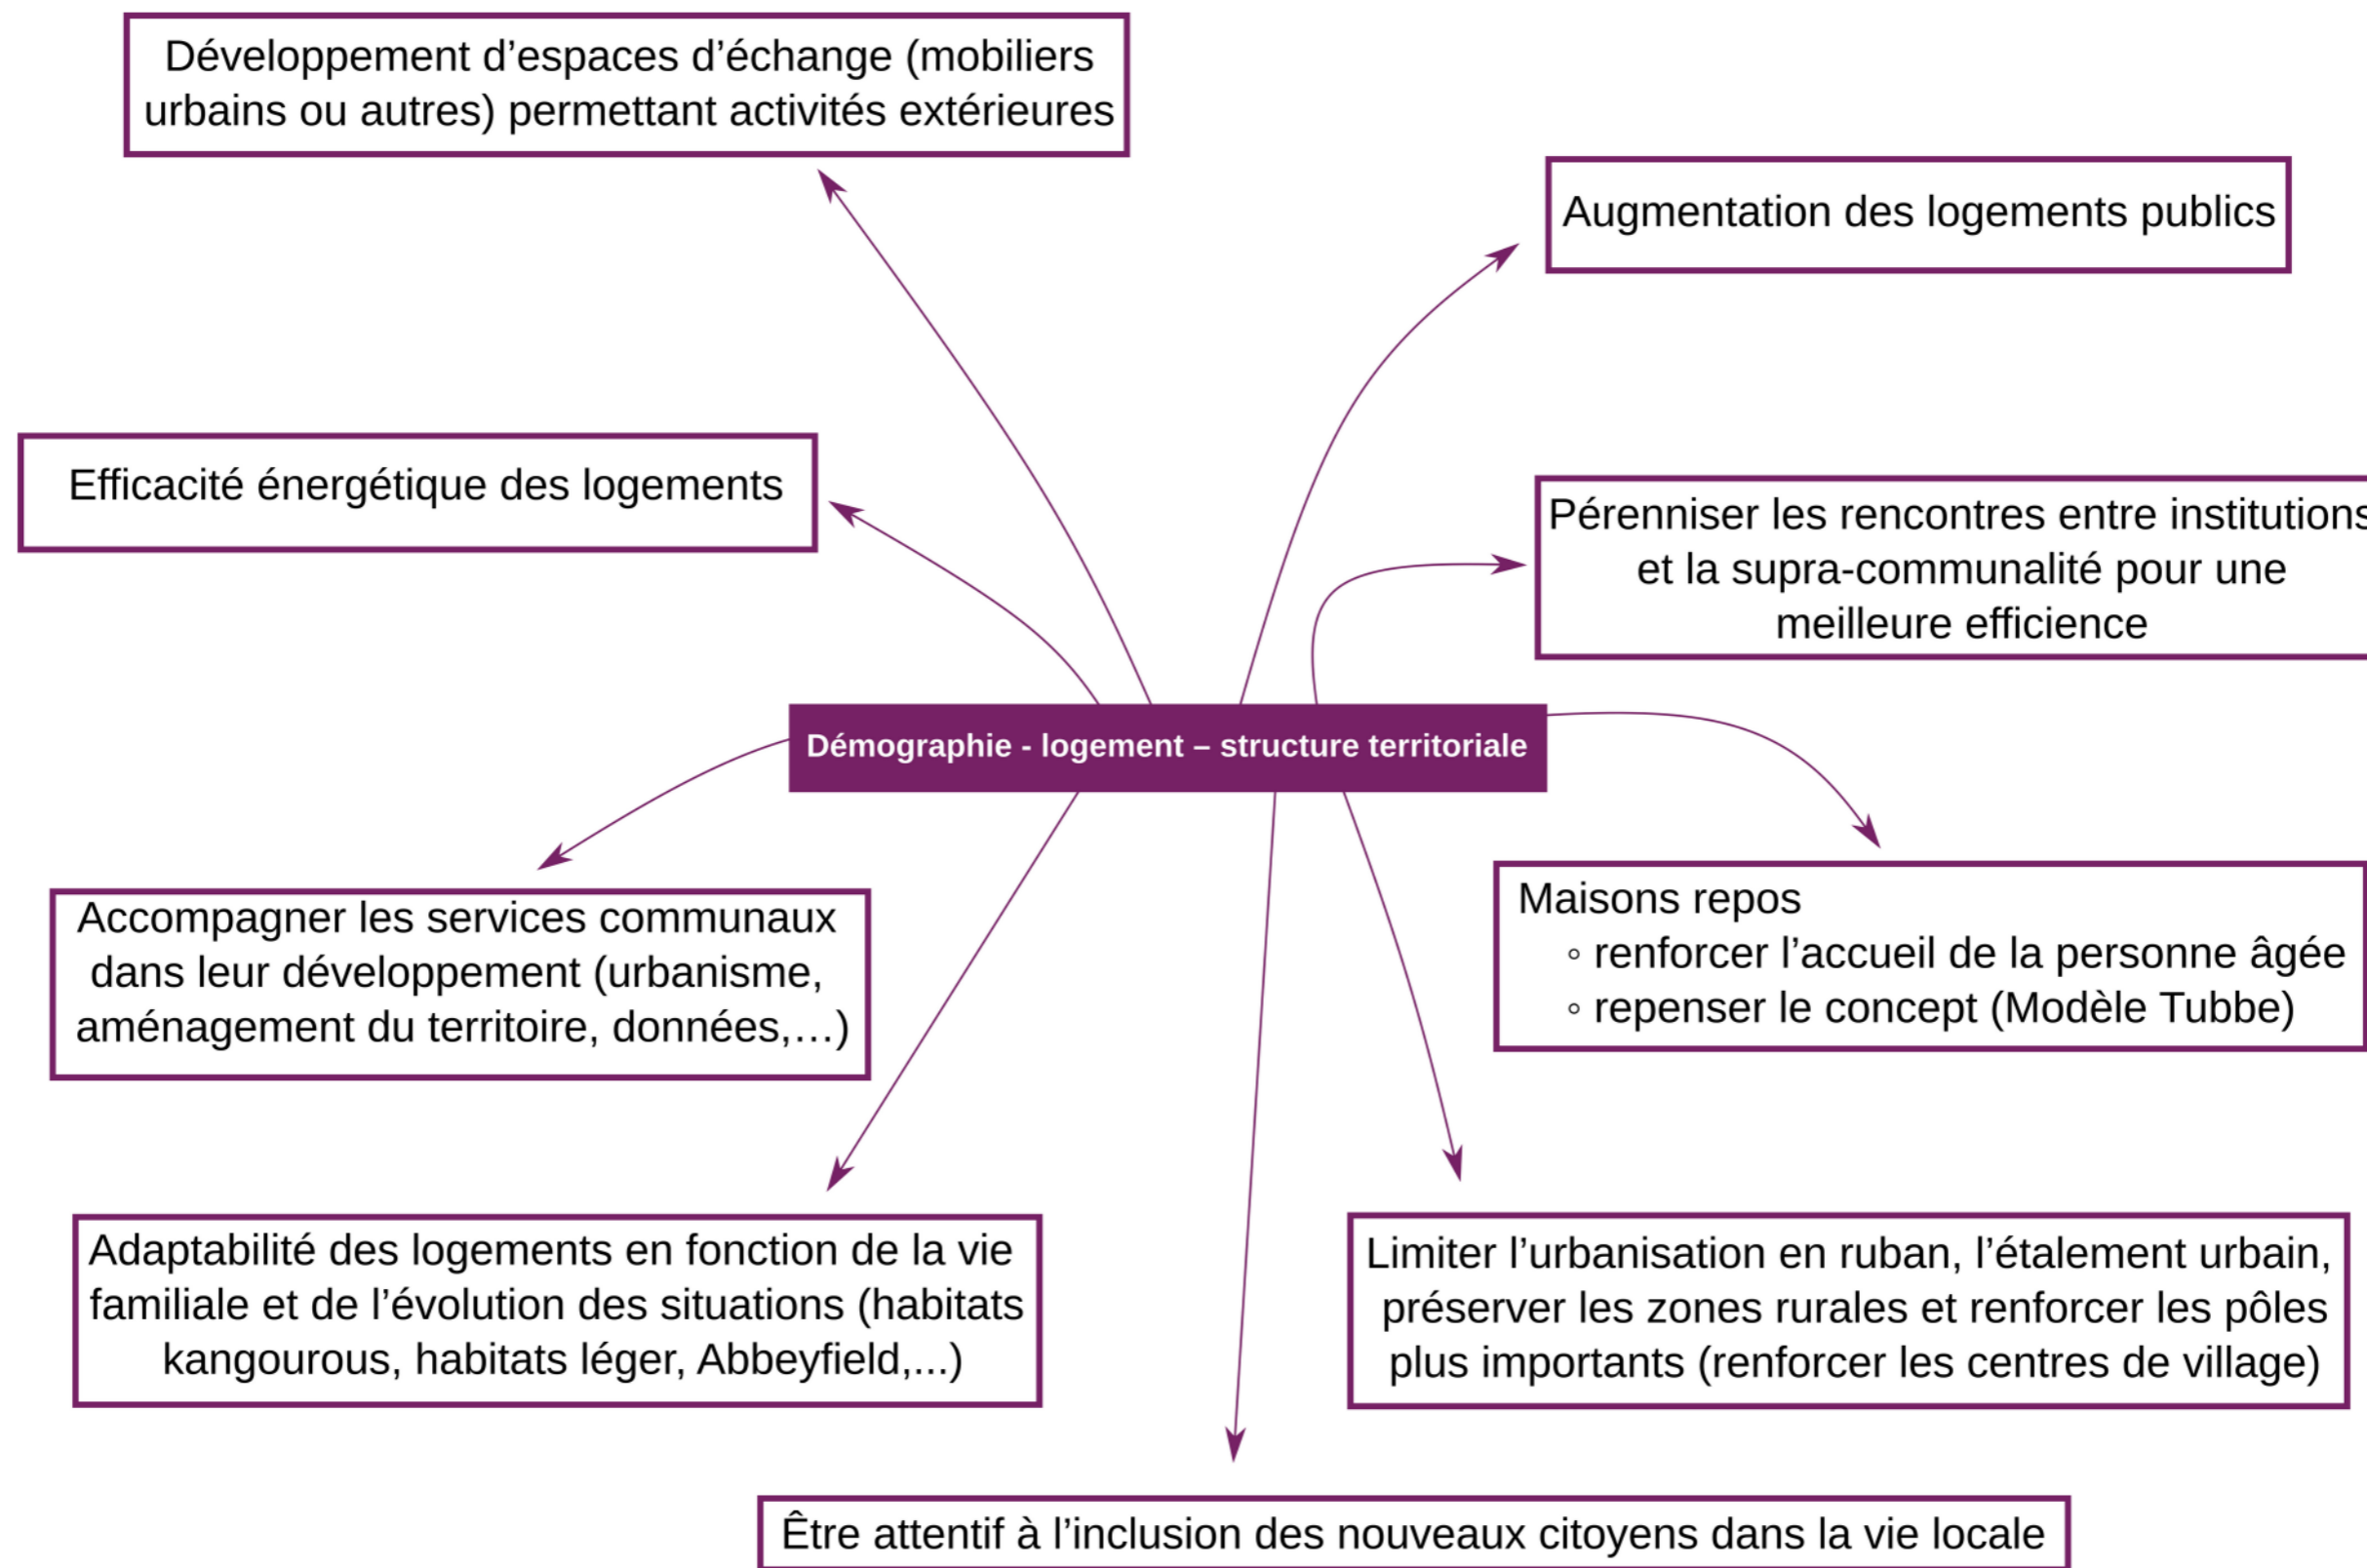 Développement d’espaces d’échange (mobiliers
urbains ou autres) permettant activités extérieures
Augmentation des logements publics
Efficacité énergétique des logements
Pérenniser les rencontres entre institutions
et la supra-communalité pour une
meilleure efficience
Démographie - logement – structure territoriale
Accompagner les services communaux
dans leur développement (urbanisme,
aménagement du territoire, données,…)
Maisons repos
◦ renforcer l’accueil de la personne âgée
◦ repenser le concept (Modèle Tubbe)
Adaptabilité des logements en fonction de la vie
familiale et de l’évolution des situations (habitats
kangourous, habitats léger, Abbeyfield,...)
Limiter l’urbanisation en ruban, l’étalement urbain,
préserver les zones rurales et renforcer les pôles
plus importants (renforcer les centres de village)
Être attentif à l’inclusion des nouveaux citoyens dans la vie locale